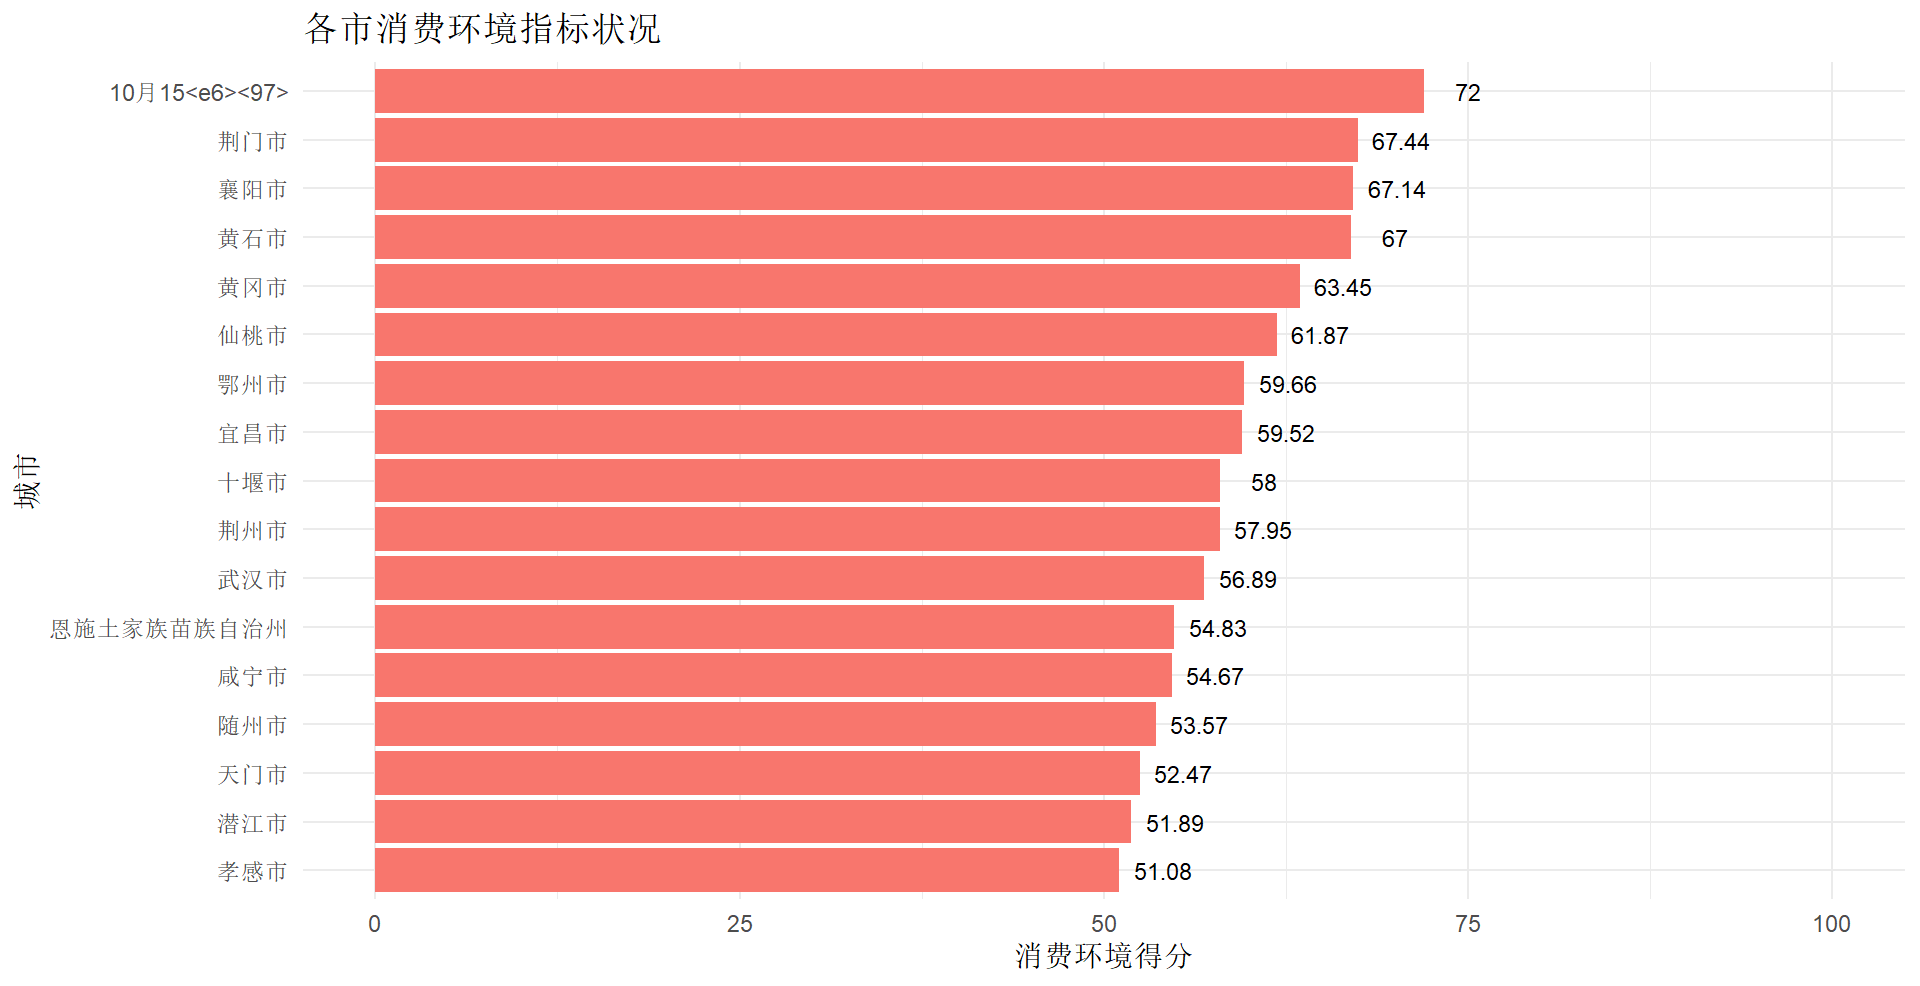 各市消费环境指标状况
10月15<e6><97> 72
荆门市 67.44
襄阳市 67.14
黄石市 67
黄冈市 63.45
仙桃市 61.87
鄂州市 59.66
宜昌市 59.52
十堰市 58
荆州市 57.95
武汉市 56.89
恩施土家族苗族自治州 54.83
咸宁市 54.67
随州市 53.57
天门市 52.47
潜江市 51.89
孝感市 51.08
城市
0 25 50 75 100
消费环境得分